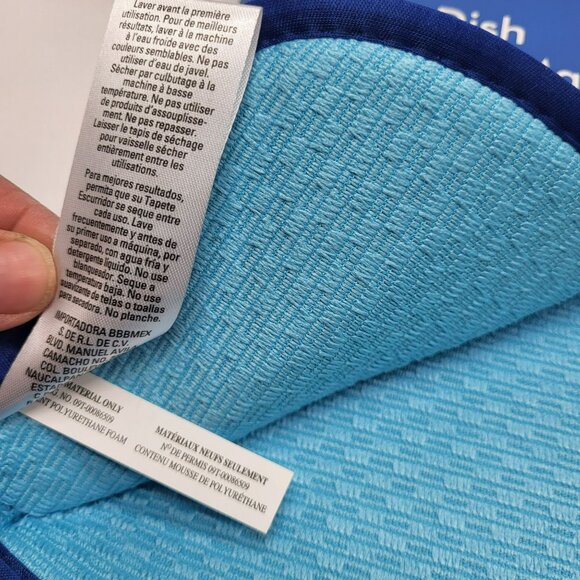 Laver avant la première
utilisation. Pour de meilleurs
résultats, laver à la machine
à l'eau froide avec des
couleurs semblables. Ne pas
utiliser d'eau de javel.
Sécher par culbutage à la
machine à basse
température. Ne pas utiliser
de produits d'assouplisse-
ment. Ne pas repasser.
Laisser le tapis de séchage
pour vaisselle sécher
entièrement entre les
utilisations.
Para mejores resultados,
permita que su Tapete
Escurridor se seque entre
cada uso. Lave
frecuentemente y antes de
su primer uso a máquina, por
separado, con agua fría y
detergente líquido. No use
blanqueador. Seque a
temperatura baja. No use
suavizante de telas o toallas
para secadora. No planche.
IMPORTADORA BBBMEX
S. DE R.L. DE C.V.
BLVD. MANUEL
CAMACHO NO.
COL.
MATERIAL ONLY
NO. 09T-00086509
POLYURETHANE FOAM
MATÉRIAUX NEUFS SEULEMENT
Nº DE PERMIS 09T-00086509
CONTENU MOUSSE DE POLYURÉTHANE
Dish